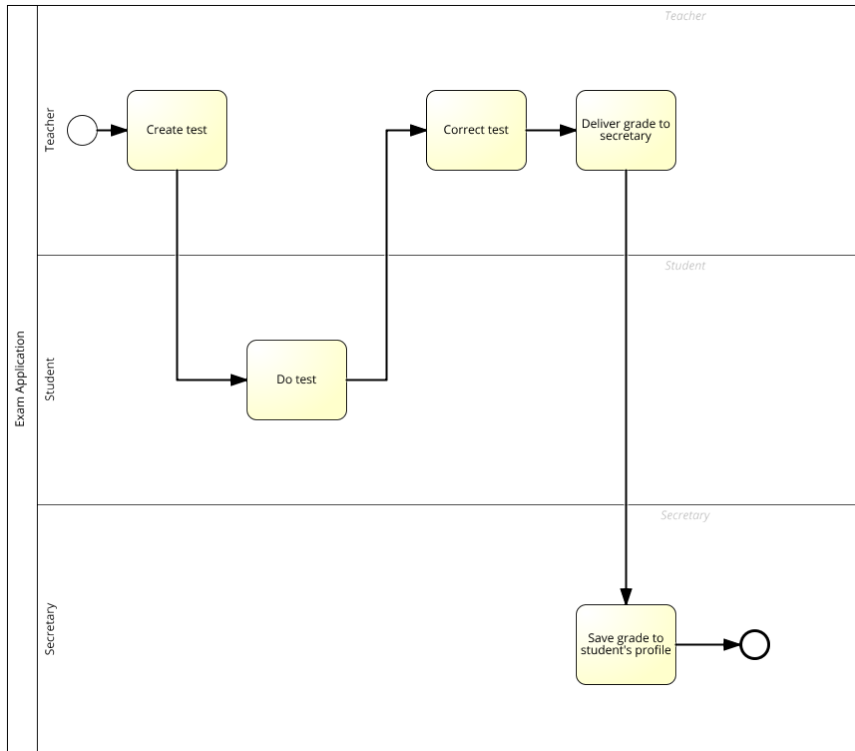 Teacher
Teacher
Create test
Correct test
Deliver grade to
secretary
Student
Exam Application
Student
Do test
Secretary
Secretary
Save grade to
student's profile